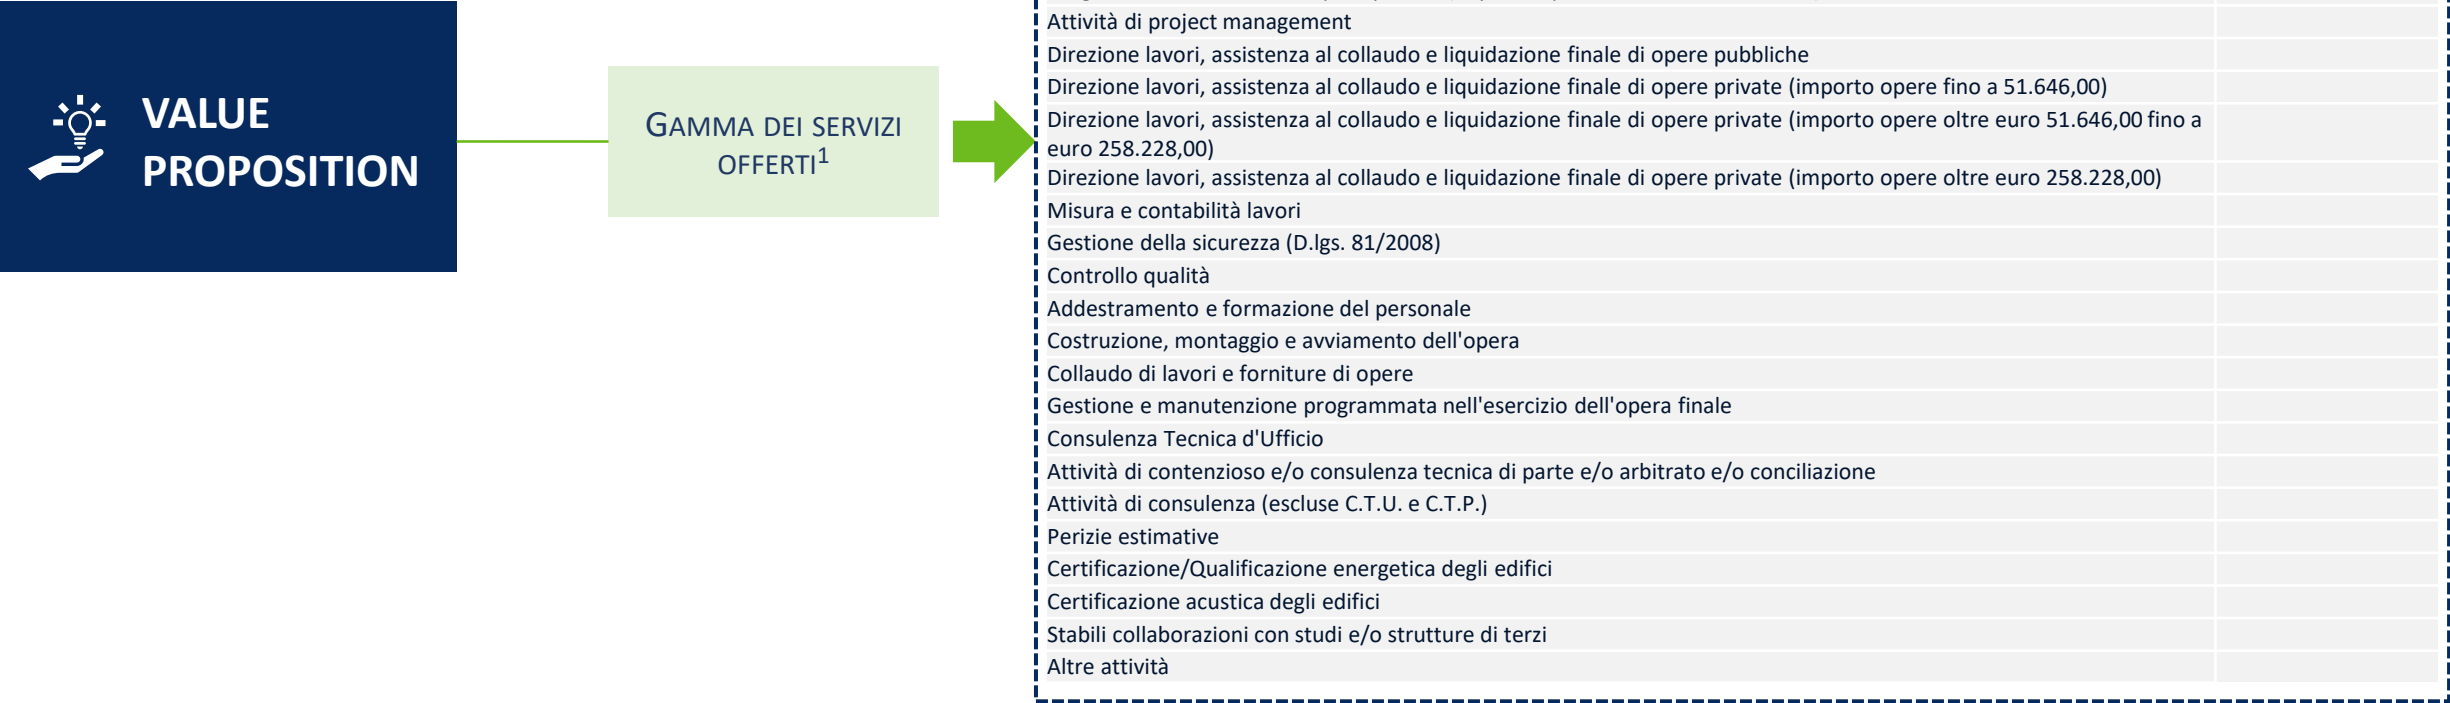 VALUE
PROPOSITION
GAMMA DEI SERVIZI
OFFERTI1
Attività di project management
Direzione lavori, assistenza al collaudo e liquidazione finale di opere pubbliche
Direzione lavori, assistenza al collaudo e liquidazione finale di opere private (importo opere fino a 51.646,00)
Direzione lavori, assistenza al collaudo e liquidazione finale di opere private (importo opere oltre euro 51.646,00 fino a
euro 258.228,00)
Direzione lavori, assistenza al collaudo e liquidazione finale di opere private (importo opere oltre euro 258.228,00)
Misura e contabilità lavori
Gestione della sicurezza (D.lgs. 81/2008)
Controllo qualità
Addestramento e formazione del personale
Costruzione, montaggio e avviamento dell'opera
Collaudo di lavori e forniture di opere
Gestione e manutenzione programmata nell'esercizio dell'opera finale
Consulenza Tecnica d'Ufficio
Attività di contenzioso e/o consulenza tecnica di parte e/o arbitrato e/o conciliazione
Attività di consulenza (escluse C.T.U. e C.T.P.)
Perizie estimative
Certificazione/Qualificazione energetica degli edifici
Certificazione acustica degli edifici
Stabili collaborazioni con studi e/o strutture di terzi
Altre attività